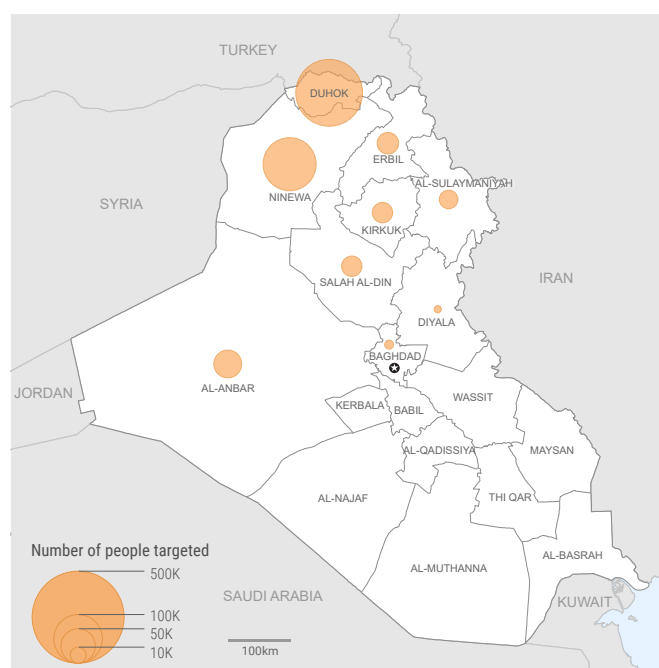 TURKEY
DUHOK
ERBIL
AL-SULAYMANIYAH
NINEWA
SYRIA
KIRKUK
SALAH AL-DIN
IRAN
DIYALA
BAGHDAD
AL-ANBAR
JORDAN
WASSIT
KERBALA
BABIL
AL-QADISSIYA
MAYSAN
AL-NAJAF
THI QAR
AL-BASRAH
AL-MUTHANNA
SAUDI ARABIA
KUWAIT
Number of people targeted
500K
100K
50K
10K
100km